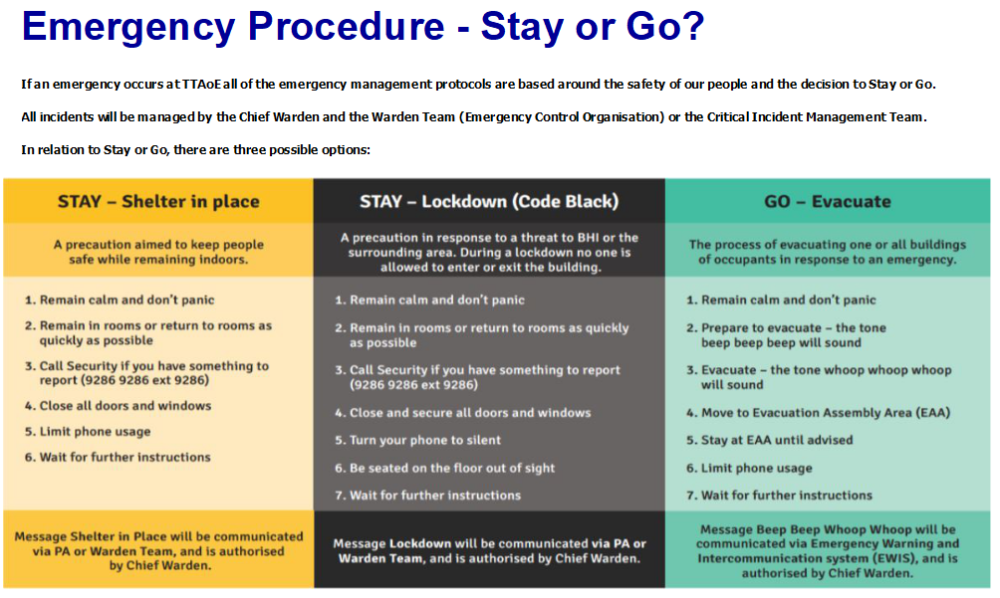 Emergency Procedure - Stay or Go?
If an emergency occurs at TTAoE all of the emergency management protocols are based around the safety of our people and the decision to Stay or Go.
All incidents will be managed by the Chief Warden and the Warden Team (Emergency Control Organisation) or the Critical Incident Management Team.
In relation to Stay or Go, there are three possible options:
STAY – Shelter in place
A precaution aimed to keep people
safe while remaining indoors.
1. Remain calm and don't panic
2. Remain in rooms or return to rooms as
quickly as possible
3. Call Security if you have something to
report (9286 9286 ext 9286)
4. Close all doors and windows
5. Limit phone usage
6. Wait for further instructions
Message Shelter in Place will be communicated
via PA or Warden Team, and is authorised
by Chief Warden.
STAY – Lockdown (Code Black)
A precaution in response to a threat to BHI or the
surrounding area. During a lockdown no one is
allowed to enter or exit the building.
1. Remain calm and don't panic
2. Remain in rooms or return to rooms as quickly
as possible
3. Call Security if you have something to report
(9286 9286 ext 9286)
4. Close and secure all doors and windows
5. Turn your phone to silent
6. Be seated on the floor out of sight
7. Wait for further instructions
Message Lockdown will be communicated via PA or
Warden Team, and is authorised by Chief Warden.
GO – Evacuate
The process of evacuating one or all buildings
of occupants in response to an emergency.
1. Remain calm and don't panic
2. Prepare to evacuate – the tone
beep beep beep will sound
3. Evacuate – the tone whoop whoop whoop
will sound
4. Move to Evacuation Assembly Area (EAA)
5. Stay at EAA until advised
6. Limit phone usage
7. Wait for further instructions
Message Beep Beep Whoop Whoop will be
communicated via Emergency Warning and
Intercommunication system (EWIS), and is
authorised by Chief Warden.